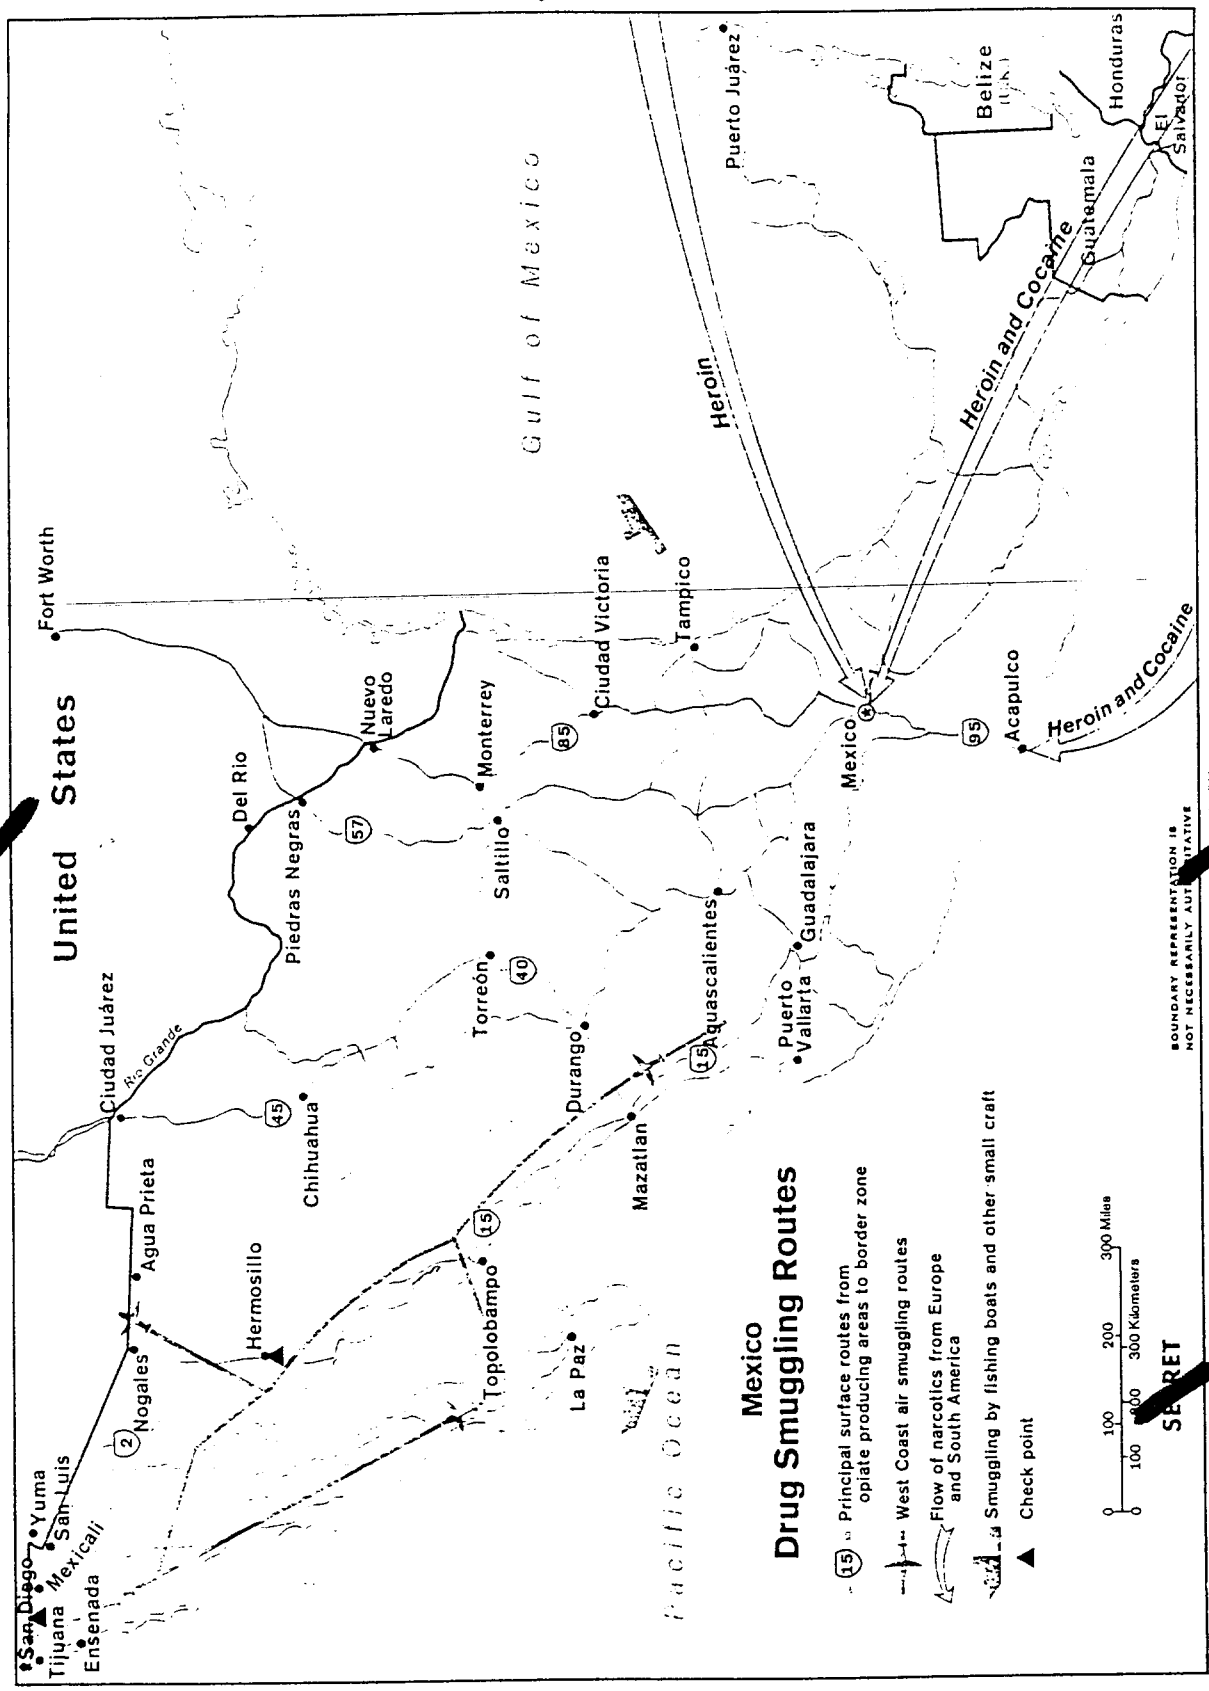 Mexico
Drug Smuggling Routes
15 Principal surface routes from
opiate producing areas to border zone
West Coast air smuggling routes
Flow of narcotics from Europe
and South America
Smuggling by fishing boats and other small craft
Check point
0 100 200 300 Miles
0 100 200 300 Kilometers
BOUNDARY REPRESENTATION IS
United States
San Diego
Yuma
San Luis
Mexicali
Tijuana
Ensenada
2
Nogales
Agua Prieta
Hermosillo
Ciudad Juárez
Rio Grande
45
Chihuahua
Del Rio
Piedras Negras
57
Fort Worth
Nuevo
Laredo
Monterrey
Saltillo
Torreón
40
Durango
15
Topolobampo
La Paz
Mazatlan
15
Aguascalientes
Puerto
Vallarta
Guadalajara
85
Ciudad Victoria
Tampico
Mexico
95
Acapulco
Heroin
Heroin and Cocaine
Heroin and Cocaine
Gulf of Mexico
Pacific Ocean
Puerto Juárez
Belize
(U.K.)
Guatemala
Honduras
El
Salvador